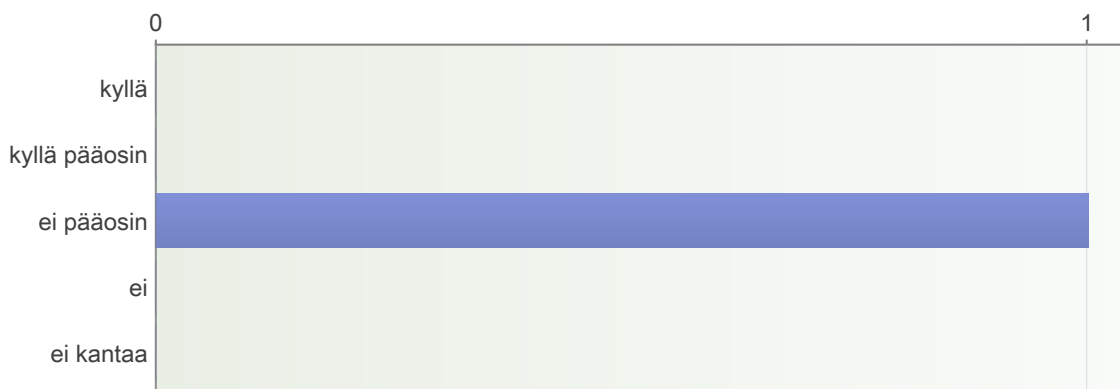 0 1
kyllä
kyllä pääosin
ei pääosin
ei
ei kantaa